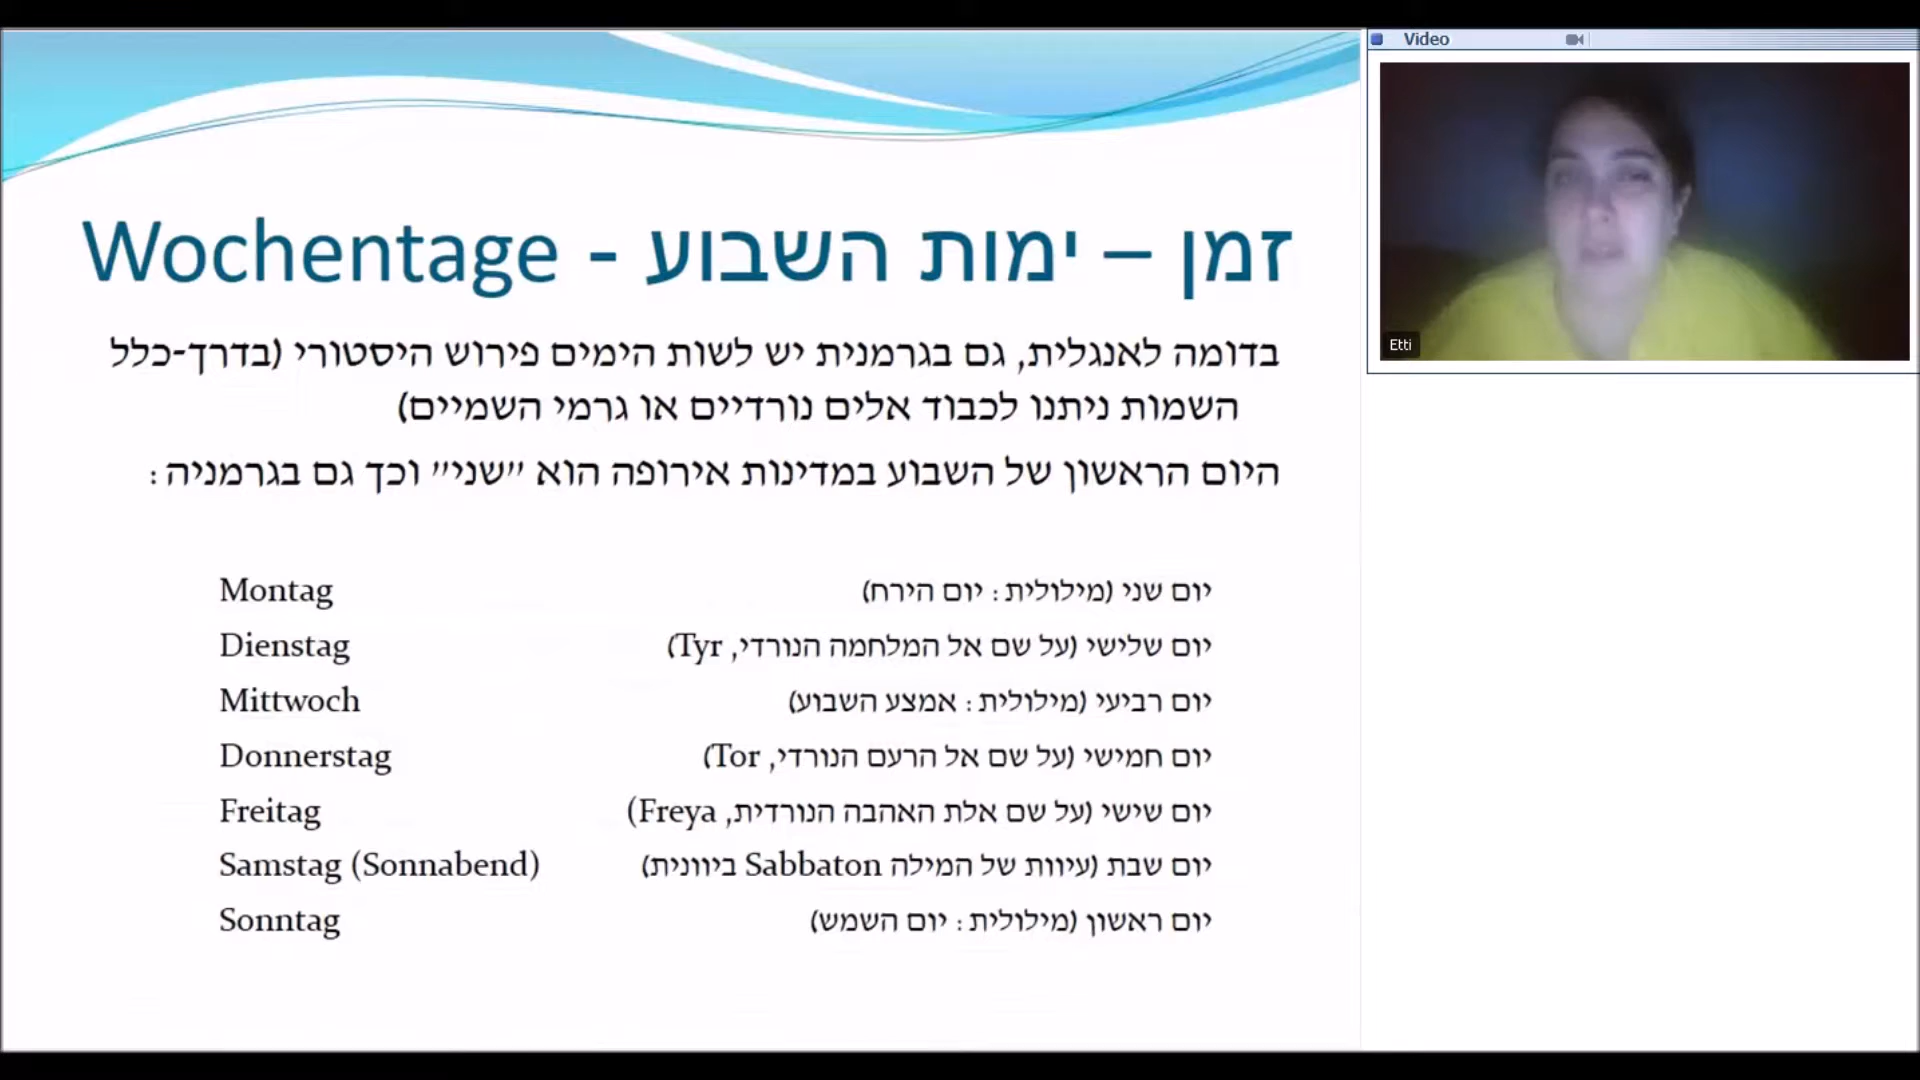 זמן – ימות השבוע - Wochentage
בדומה לאנגלית, גם בגרמנית יש לשות הימים פירוש היסטורי (בדרך-כלל
השמות ניתנו לכבוד אלים נורדיים או גרמי השמיים)
היום הראשון של השבוע במדינות אירופה הוא "שני" וכך גם בגרמניה:
יום שני (מילולית: יום הירח) Montag
יום שלישי (על שם אל המלחמה הנורדי, Tyr) Dienstag
יום רביעי (מילולית: אמצע השבוע) Mittwoch
יום חמישי (על שם אל הרעם הנורדי, Tor) Donnerstag
יום שישי (על שם אלת האהבה הנורדית, Freya) Freitag
יום שבת (עיוות של המילה Sabbaton ביוונית) Samstag (Sonnabend)
יום ראשון (מילולית: יום השמש) Sonntag
Video
Etti